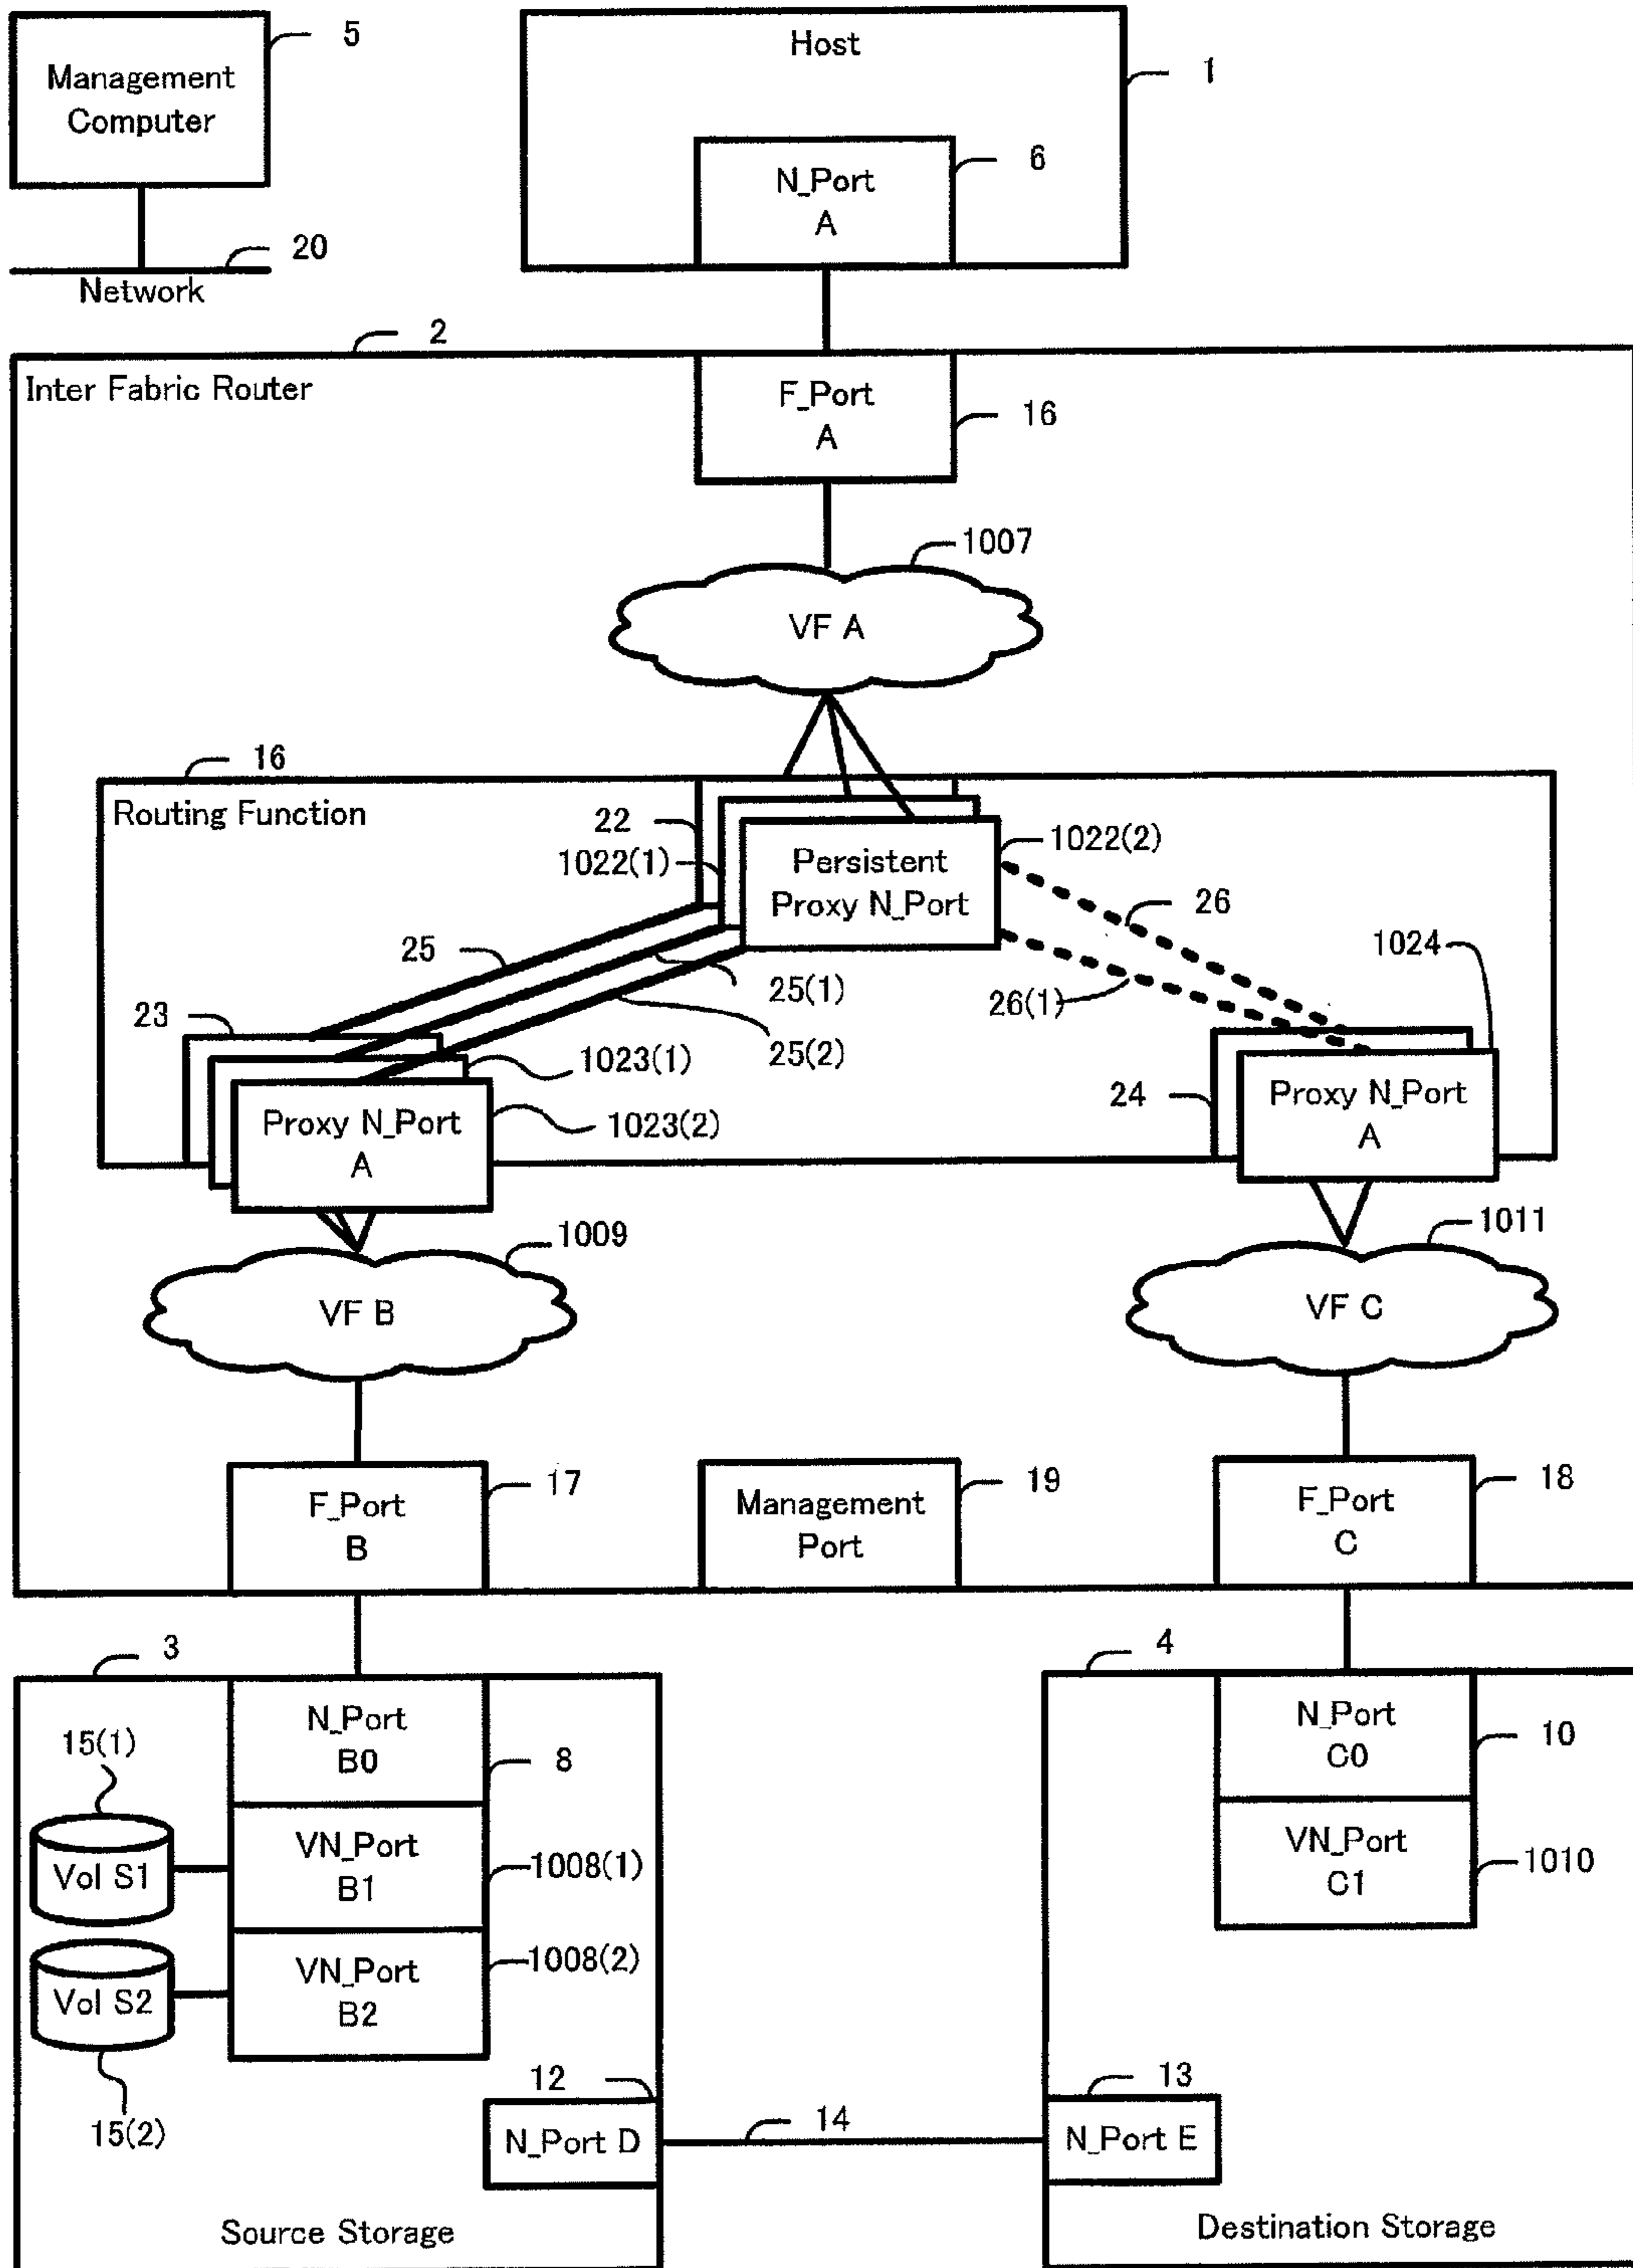 5
Management
Computer
20
Network
Host
1
6
N_Port
A
2
Inter Fabric Router
F_Port
A
16
1007
VF A
16
Routing Function
22
1022(1)
1022(2)
Persistent
Proxy N_Port
25
25(1)
25(2)
26
26(1)
1024
23
1023(1)
1023(2)
Proxy N_Port
A
24
Proxy N_Port
A
1009
VF B
1011
VF C
F_Port
B
17
Management
Port
19
F_Port
C
18
3
N_Port
B0
8
15(1)
Vol S1
VN_Port
B1
1008(1)
Vol S2
VN_Port
B2
1008(2)
15(2)
12
N_Port D
Source Storage
14
4
N_Port
C0
10
VN_Port
C1
1010
13
N_Port E
Destination Storage